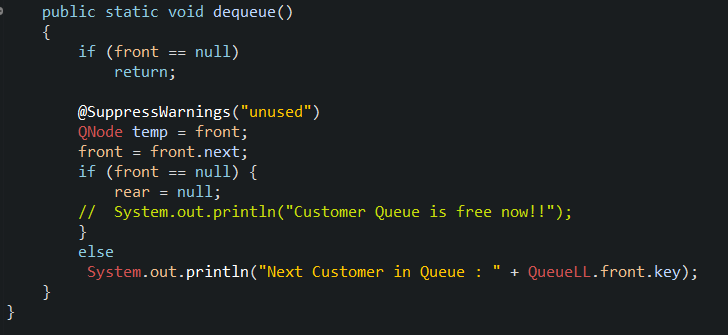 public static void dequeue()
{
if (front == null)
return;
@SuppressWarnings("unused")
QNode temp = front;
front = front.next;
if (front == null) {
rear = null;
//  System.out.println("Customer Queue is free now!!");
}
else
System.out.println("Next Customer in Queue : " + QueueLL.front.key);
}
}